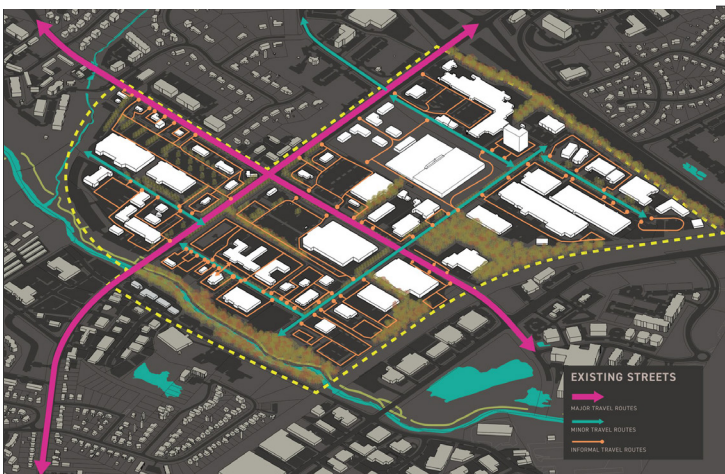 EXISTING STREETS
MAJOR TRAVEL ROUTES
MINOR TRAVEL ROUTES
INFORMAL TRAVEL ROUTES